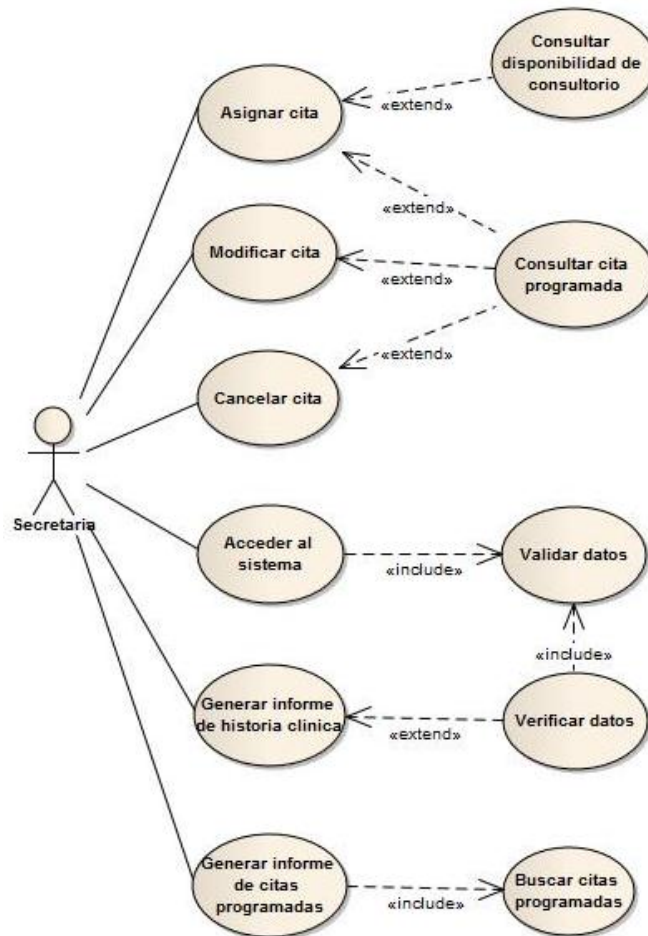 Consultar
disponibilidad de
consultorio
Asignar cita
«extend»
«extend»
Modificar cita
«extend»
Consultar cita
programada
«extend»
Cancelar cita
Secretaria
Acceder al
sistema
«include»
Validar datos
«include»
Generar informe
de historia clinica
«extend»
Verificar datos
Generar informe
de citas
programadas
«include»
Buscar citas
programadas